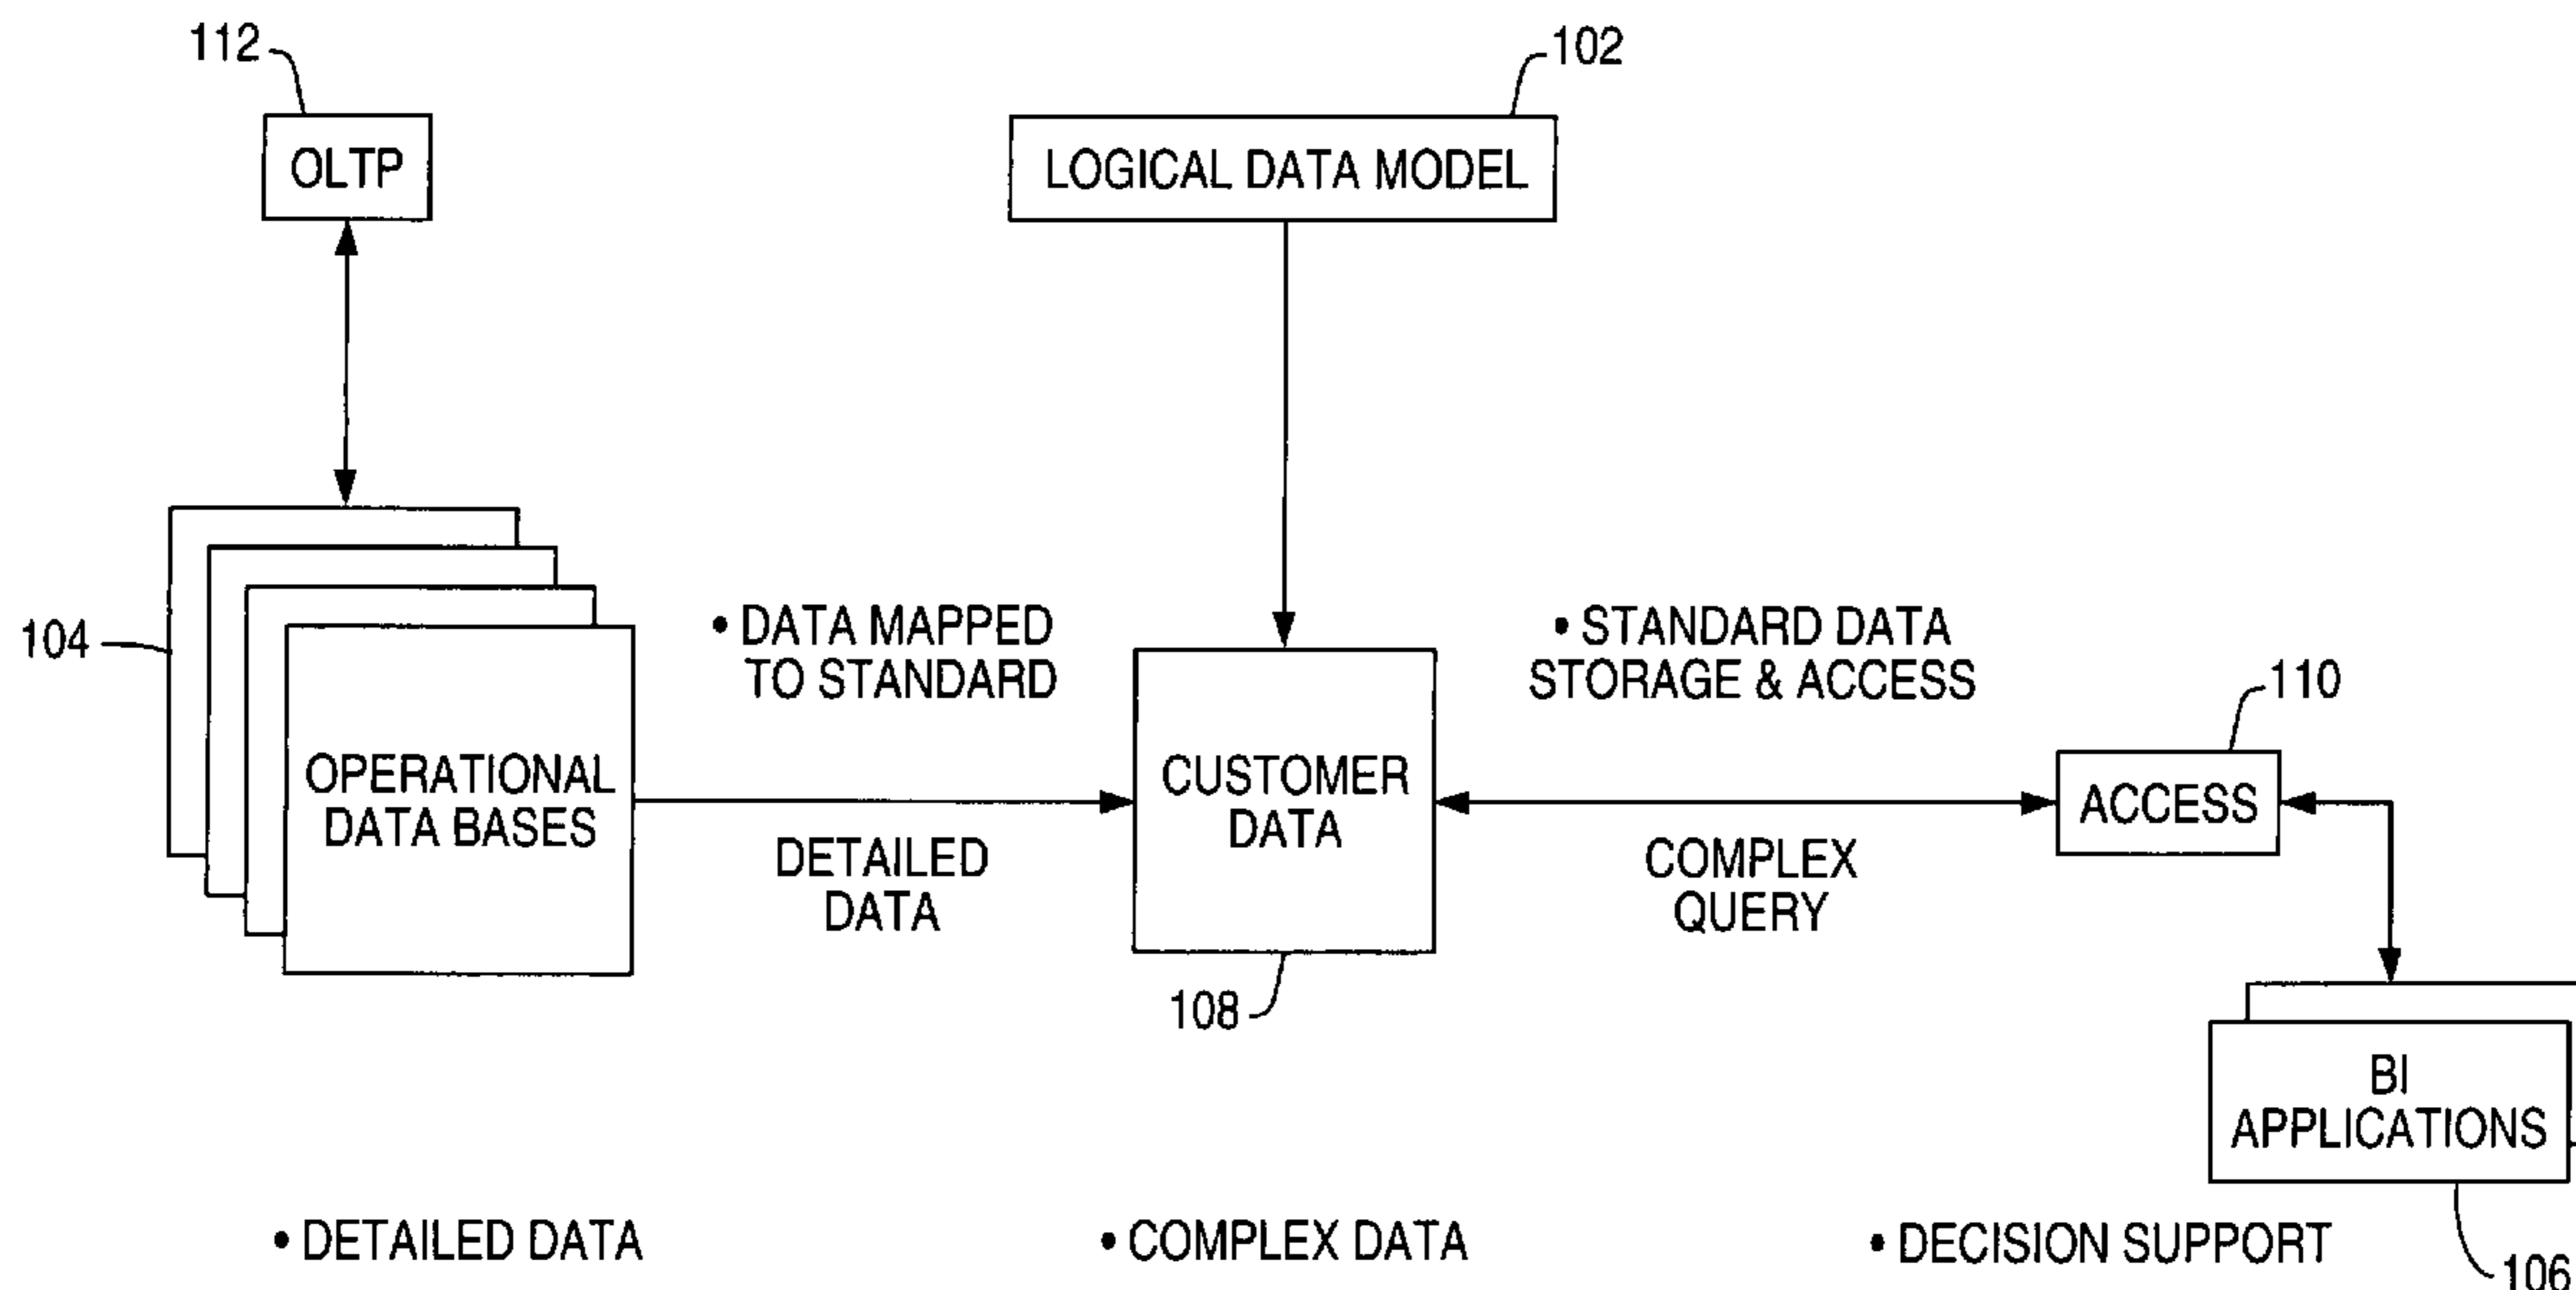 112
102
OLTP
LOGICAL DATA MODEL
104
• DATA MAPPED
TO STANDARD
• STANDARD DATA
STORAGE & ACCESS
110
OPERATIONAL
DATA BASES
CUSTOMER
DATA
ACCESS
DETAILED
DATA
COMPLEX
QUERY
108
BI
APPLICATIONS
• DETAILED DATA
• COMPLEX DATA
• DECISION SUPPORT
106